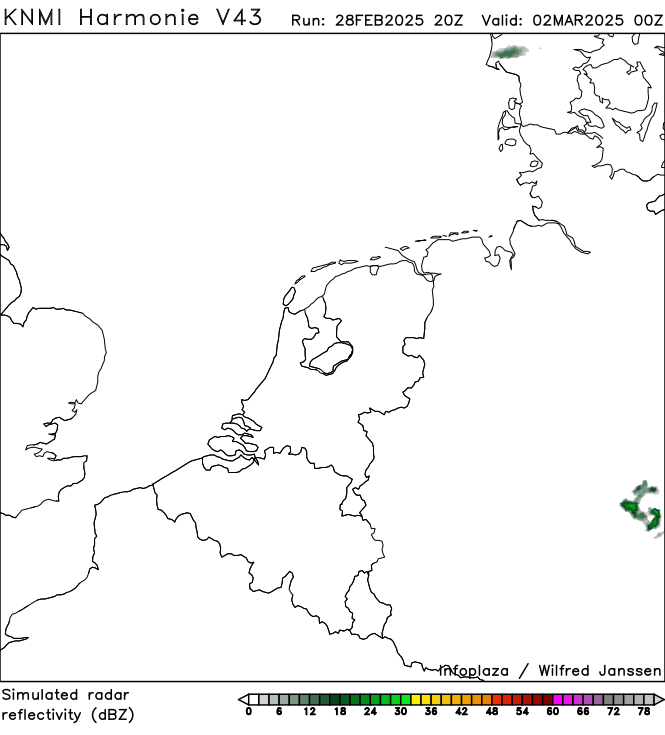 KNMI Harmonie V43 Run: 28FEB2025 20Z Valid: 02MAR2025 00Z
infoplaza / Wilfred Janssen
Simulated radar
reflectivity (dBZ)
0 6 12 18 24 30 36 42 48 54 60 66 72 78